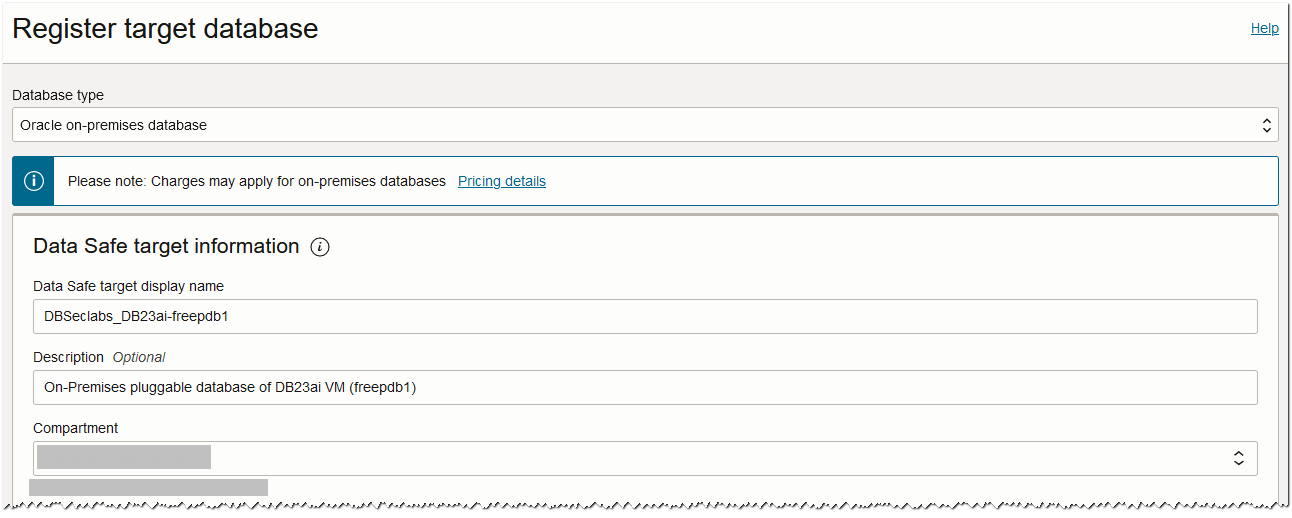 Register target database
Help
Database type
Oracle on-premises database
Please note: Charges may apply for on-premises databases Pricing details
Data Safe target information
Data Safe target display name
DBSeclabs_DB23ai-freepdb1
Description Optional
On-Premises pluggable database of DB23ai VM (freepdb1)
Compartment